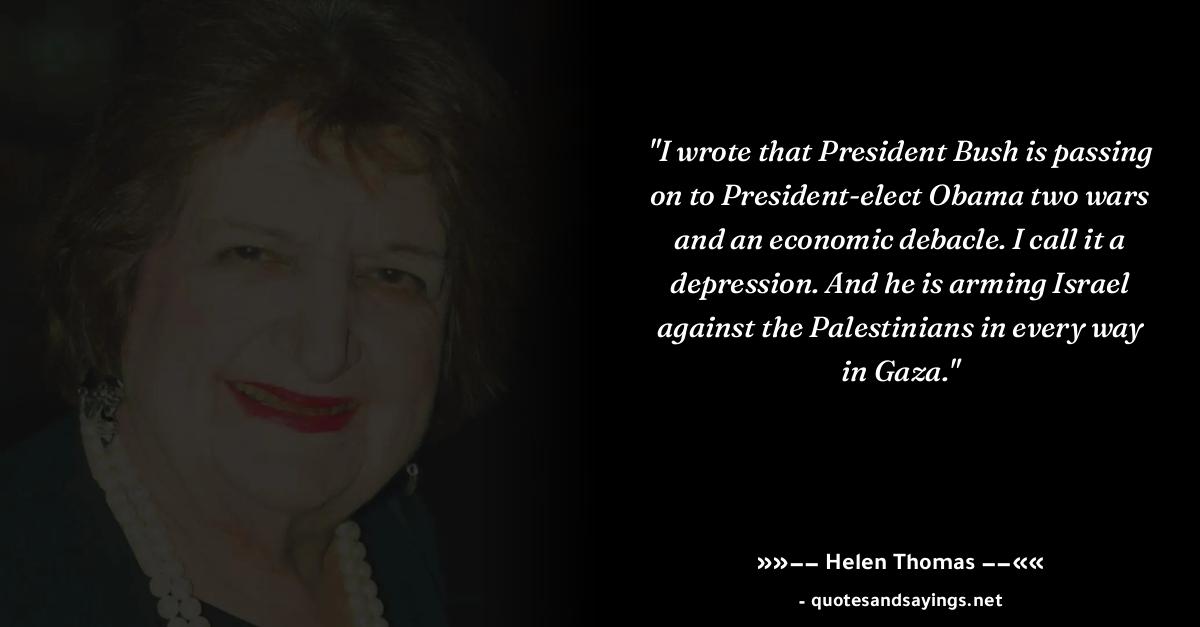 "I wrote that President Bush is passing
on to President-elect Obama two wars
and an economic debacle. I call it a
depression. And he is arming Israel
against the Palestinians in every way
in Gaza."
»»−− Helen Thomas −−««
- quotesandsayings.net